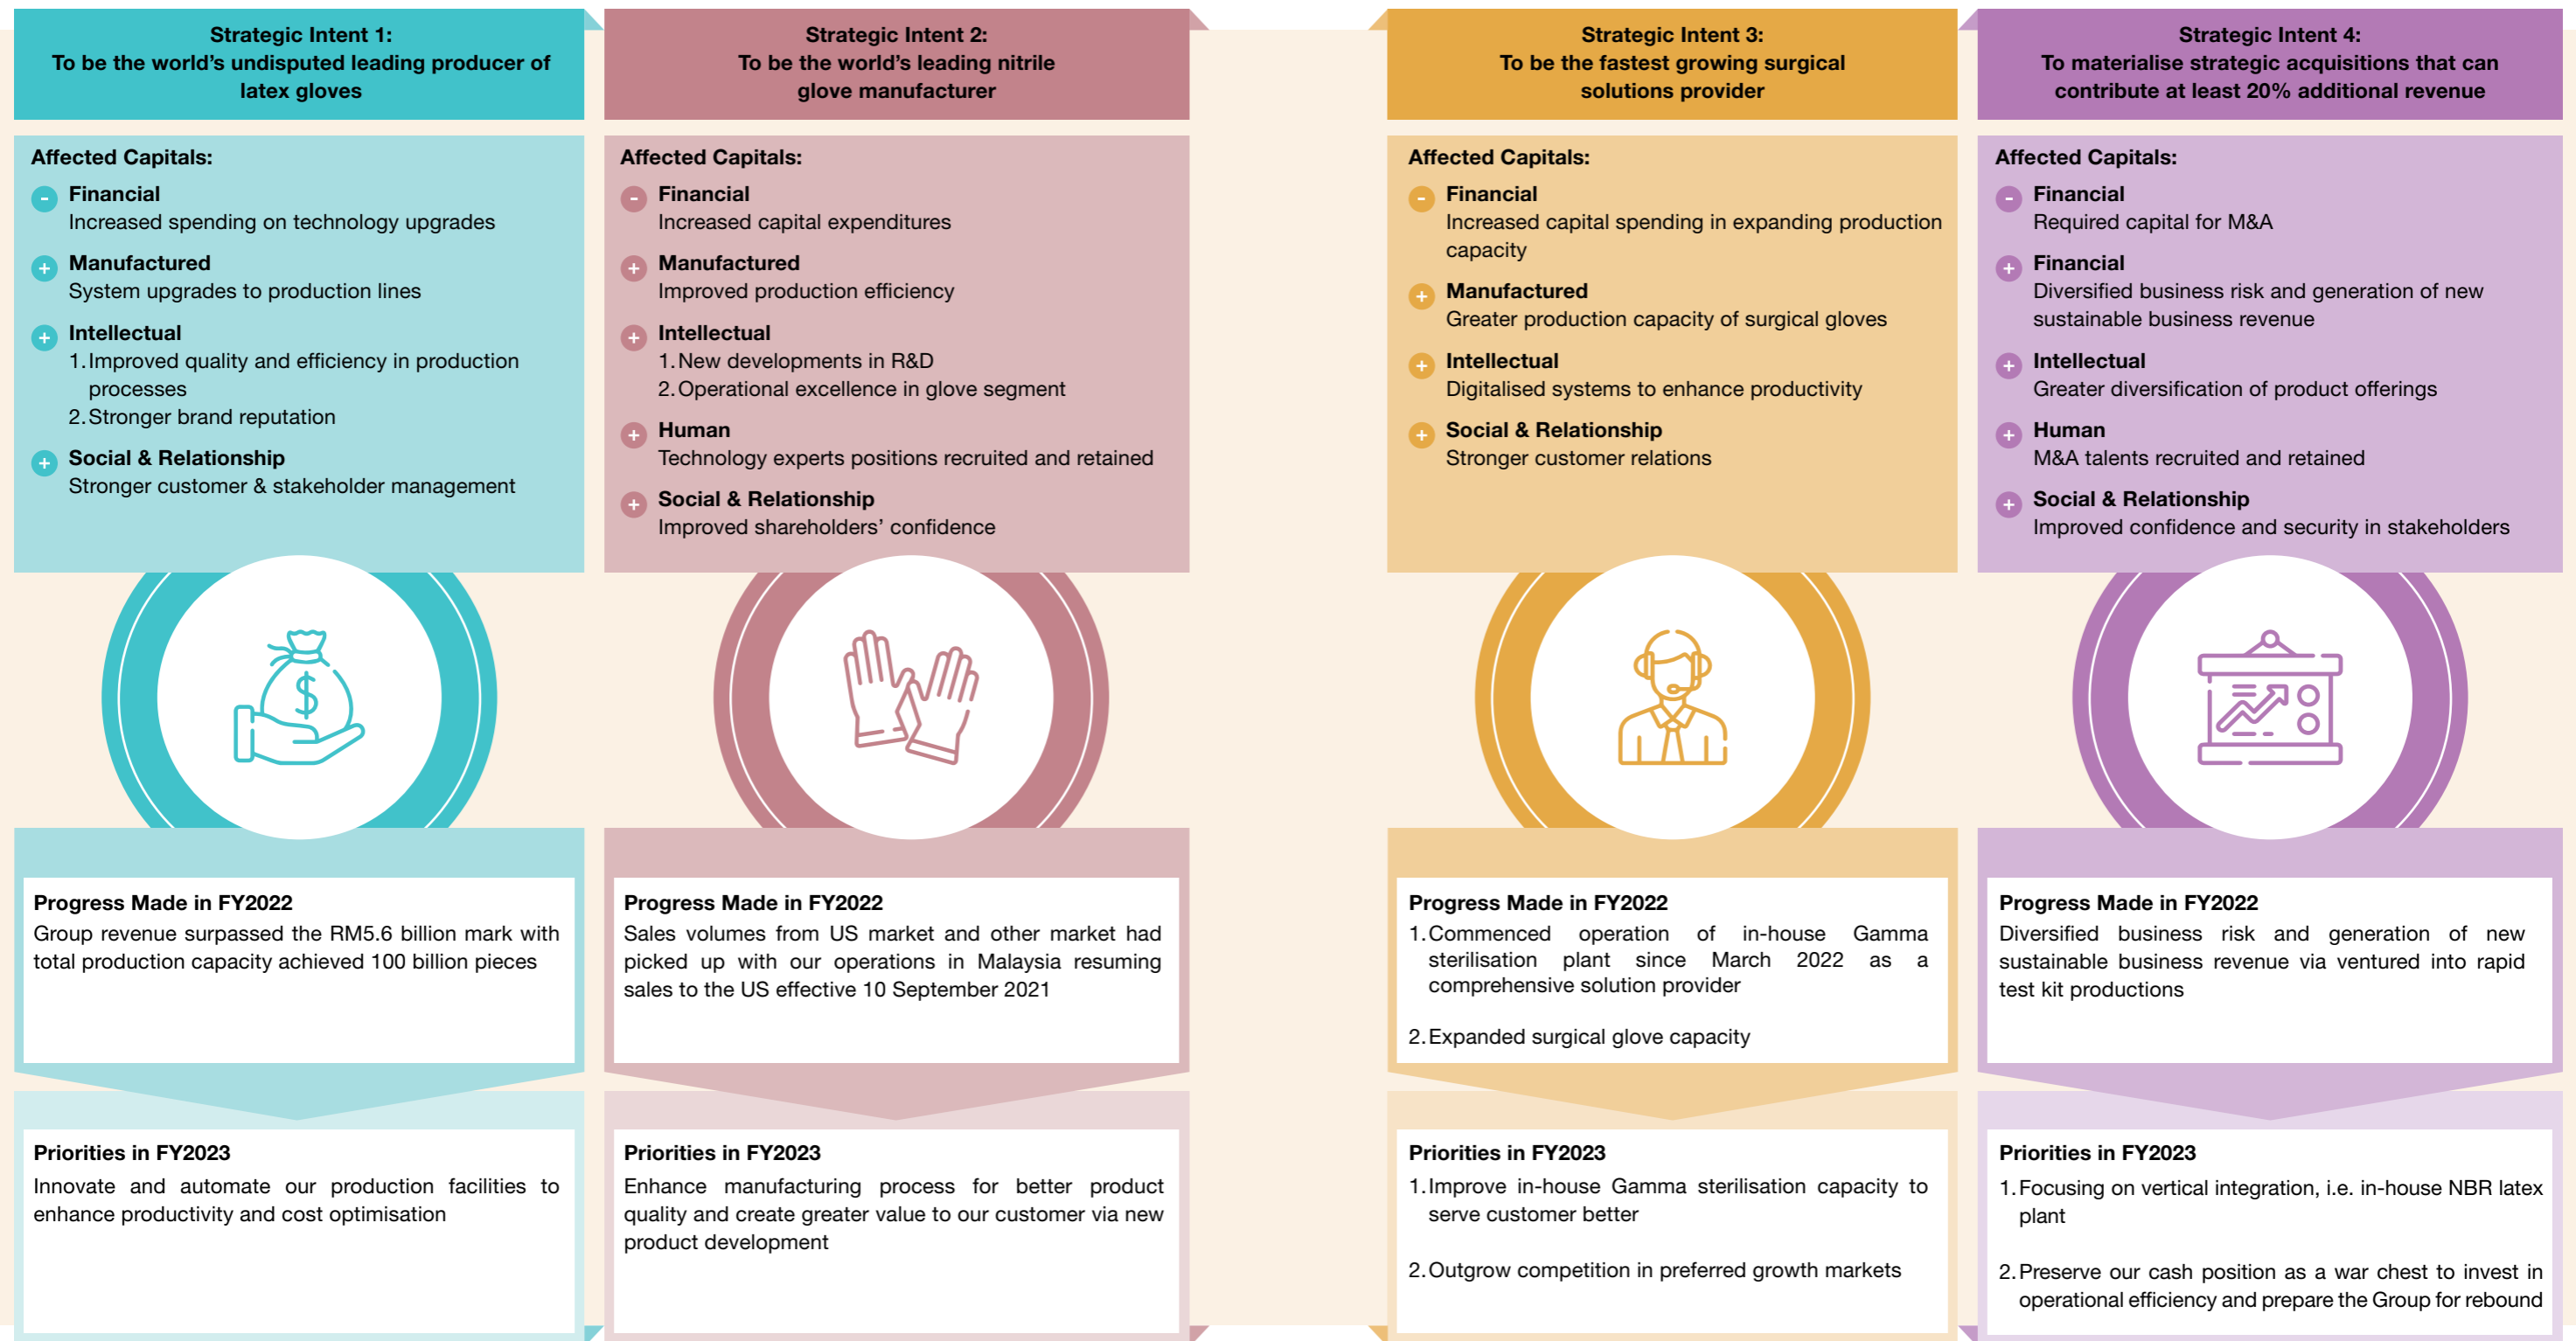 Strategic Intent 1:
To be the world's undisputed leading producer of
latex gloves
Affected Capitals:
- Financial
Increased spending on technology upgrades
+ Manufactured
System upgrades to production lines
+ Intellectual
1. Improved quality and efficiency in production
processes
2. Stronger brand reputation
+ Social & Relationship
Stronger customer & stakeholder management
$
Progress Made in FY2022
Group revenue surpassed the RM5.6 billion mark with
total production capacity achieved 100 billion pieces
Priorities in FY2023
Innovate and automate our production facilities to
enhance productivity and cost optimisation
Strategic Intent 2:
To be the world's leading nitrile
glove manufacturer
Affected Capitals:
- Financial
Increased capital expenditures
+ Manufactured
Improved production efficiency
+ Intellectual
1. New developments in R&D
2. Operational excellence in glove segment
+ Human
Technology experts positions recruited and retained
+ Social & Relationship
Improved shareholders' confidence
Progress Made in FY2022
Sales volumes from US market and other market had
picked up with our operations in Malaysia resuming
sales to the US effective 10 September 2021
Priorities in FY2023
Enhance manufacturing process for better product
quality and create greater value to our customer via new
product development
Strategic Intent 3:
To be the fastest growing surgical
solutions provider
Affected Capitals:
- Financial
Increased capital spending in expanding production
capacity
+ Manufactured
Greater production capacity of surgical gloves
+ Intellectual
Digitalised systems to enhance productivity
+ Social & Relationship
Stronger customer relations
Progress Made in FY2022
1. Commenced operation of in-house Gamma
sterilisation plant since March 2022 as a
comprehensive solution provider
2. Expanded surgical glove capacity
Priorities in FY2023
1. Improve in-house Gamma sterilisation capacity to
serve customer better
2. Outgrow competition in preferred growth markets
Strategic Intent 4:
To materialise strategic acquisitions that can
contribute at least 20% additional revenue
Affected Capitals:
- Financial
Required capital for M&A
+ Financial
Diversified business risk and generation of new
sustainable business revenue
+ Intellectual
Greater diversification of product offerings
+ Human
M&A talents recruited and retained
+ Social & Relationship
Improved confidence and security in stakeholders
Progress Made in FY2022
Diversified business risk and generation of new
sustainable business revenue via ventured into rapid
test kit productions
Priorities in FY2023
1. Focusing on vertical integration, i.e. in-house NBR latex
plant
2. Preserve our cash position as a war chest to invest in
operational efficiency and prepare the Group for rebound